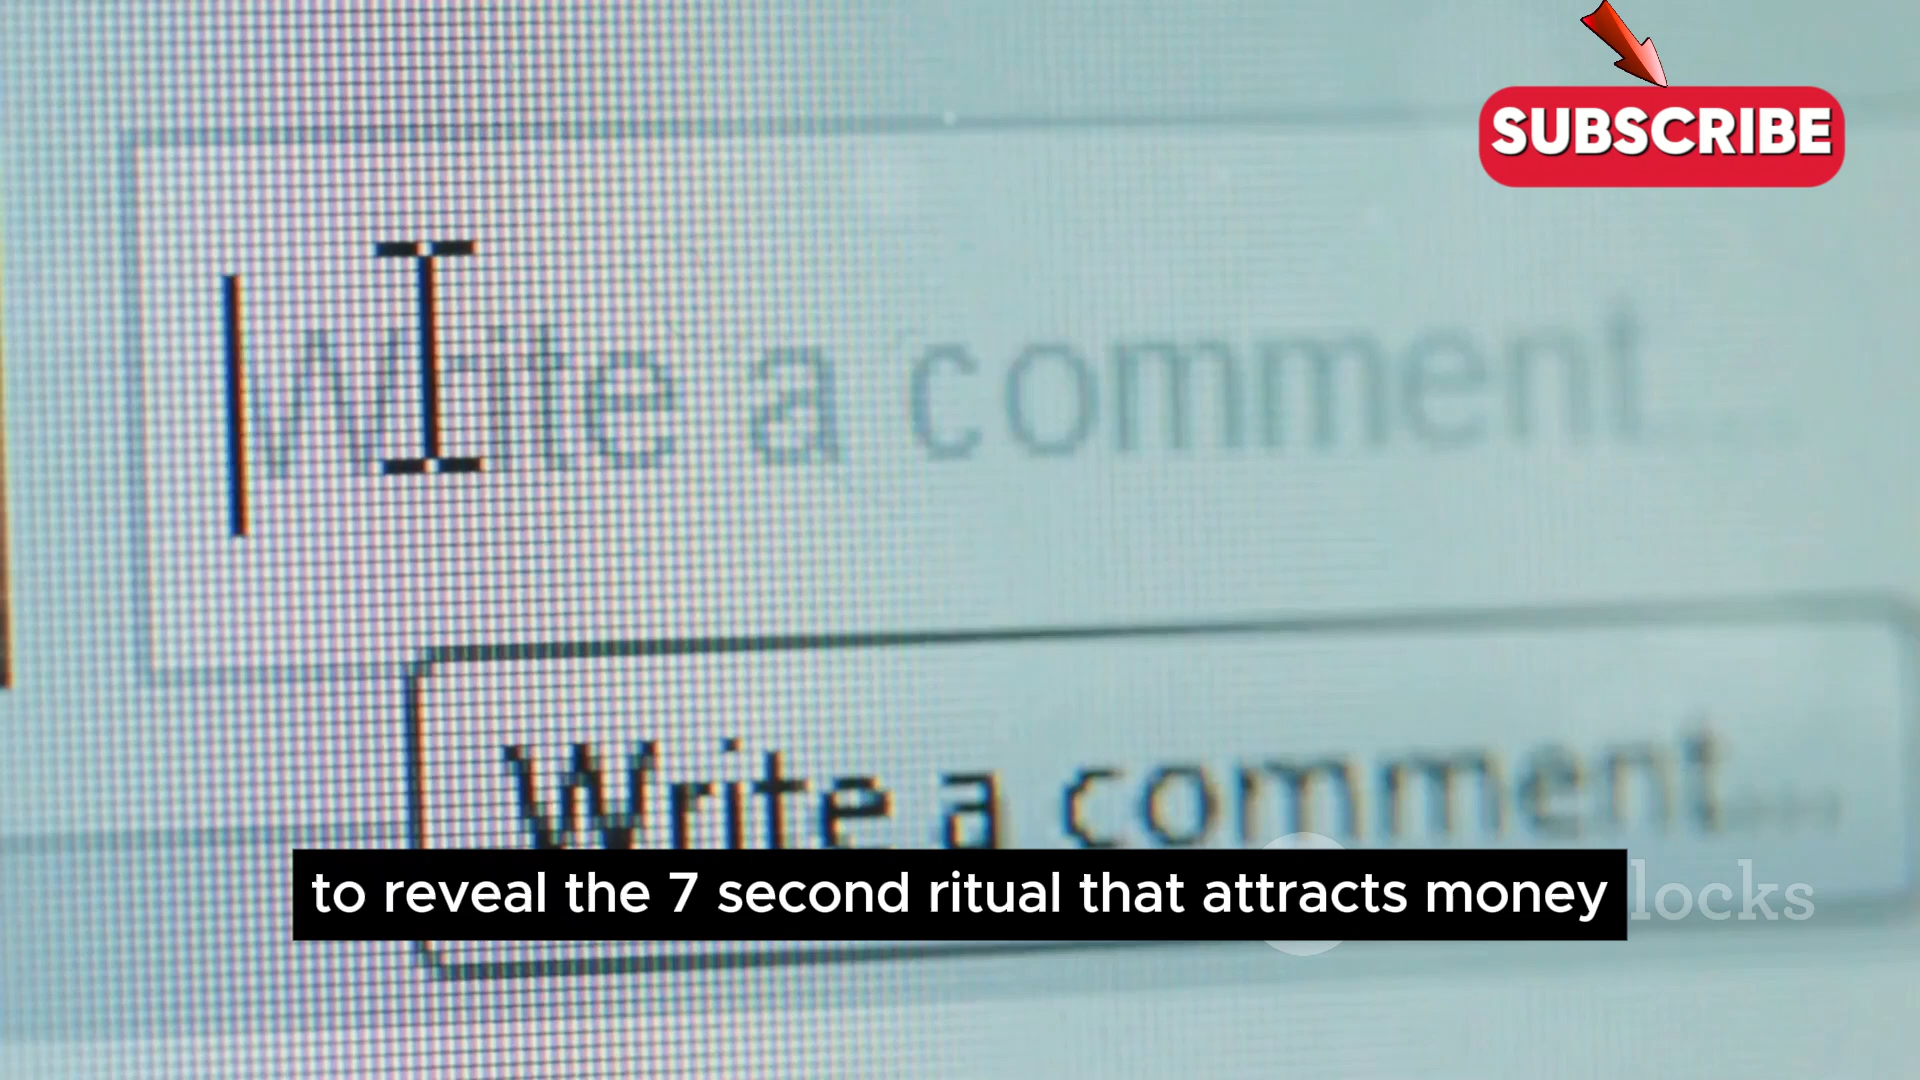 SUBSCRIBE
Write a comment
Write a comment...
to reveal the 7 second ritual that attracts money
locks